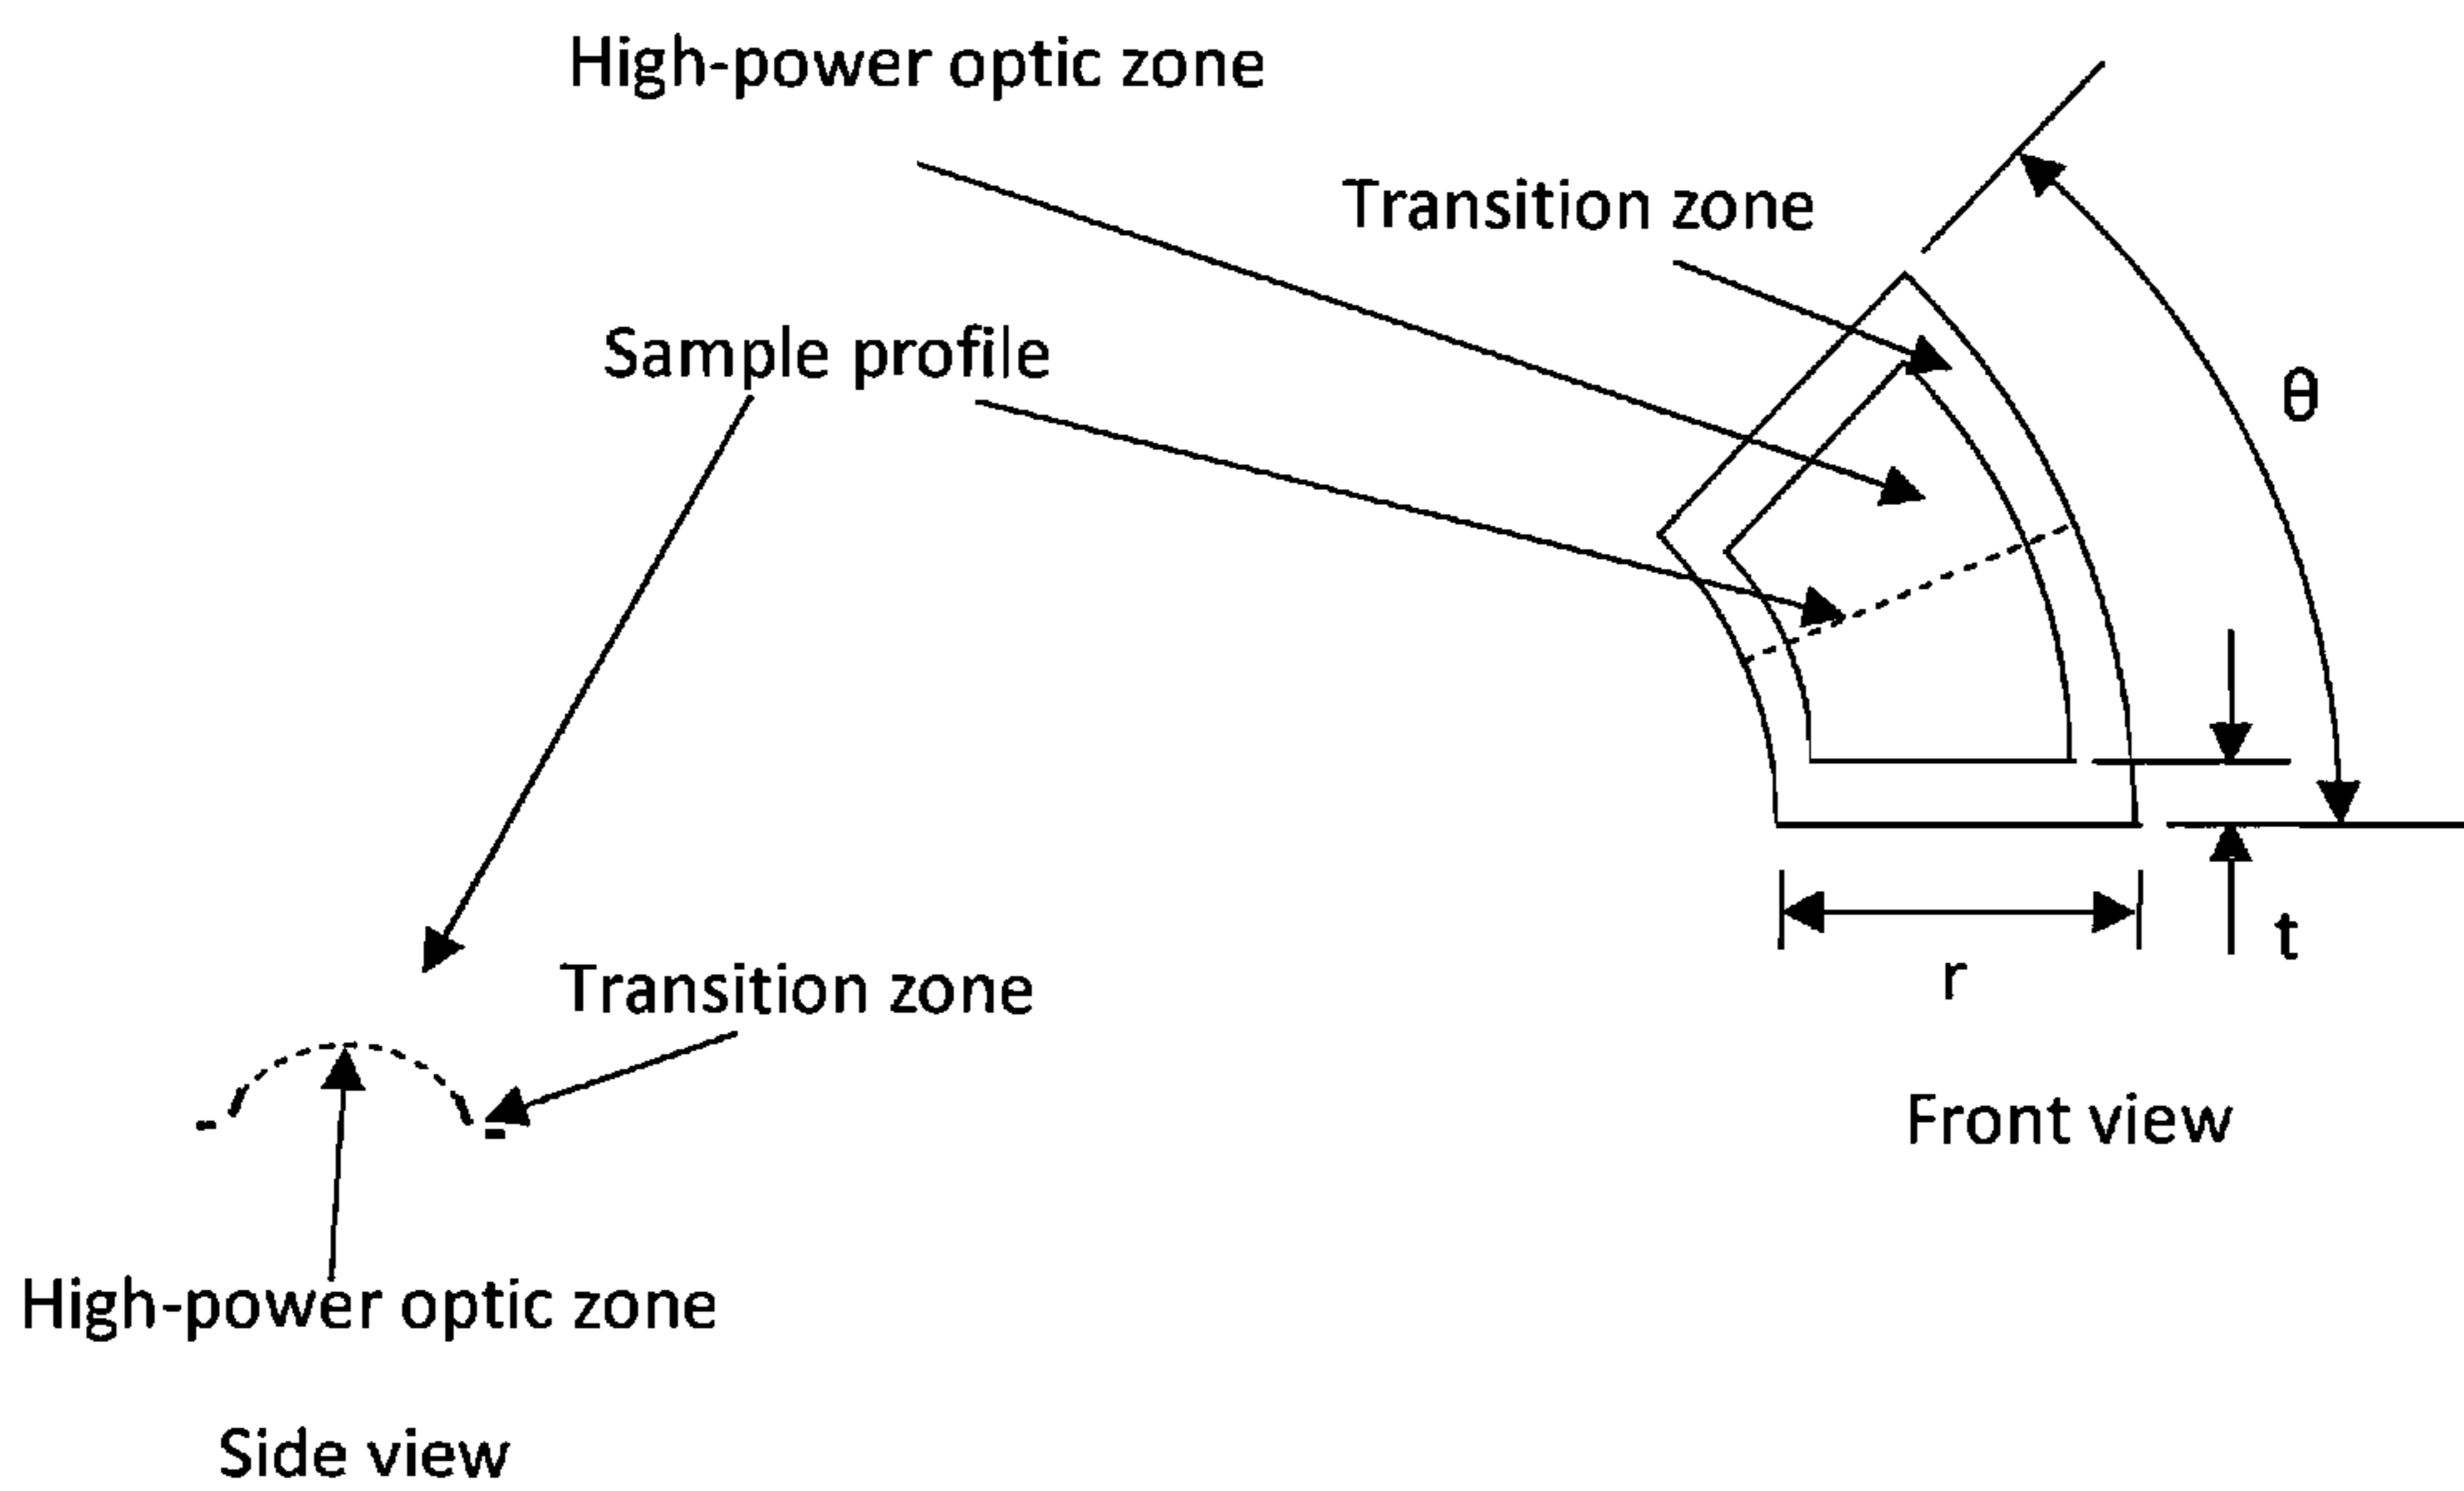 High-power optic zone
Transition zone
Sample profile
θ
Transition zone
t
r
Front view
High-power optic zone
Side view